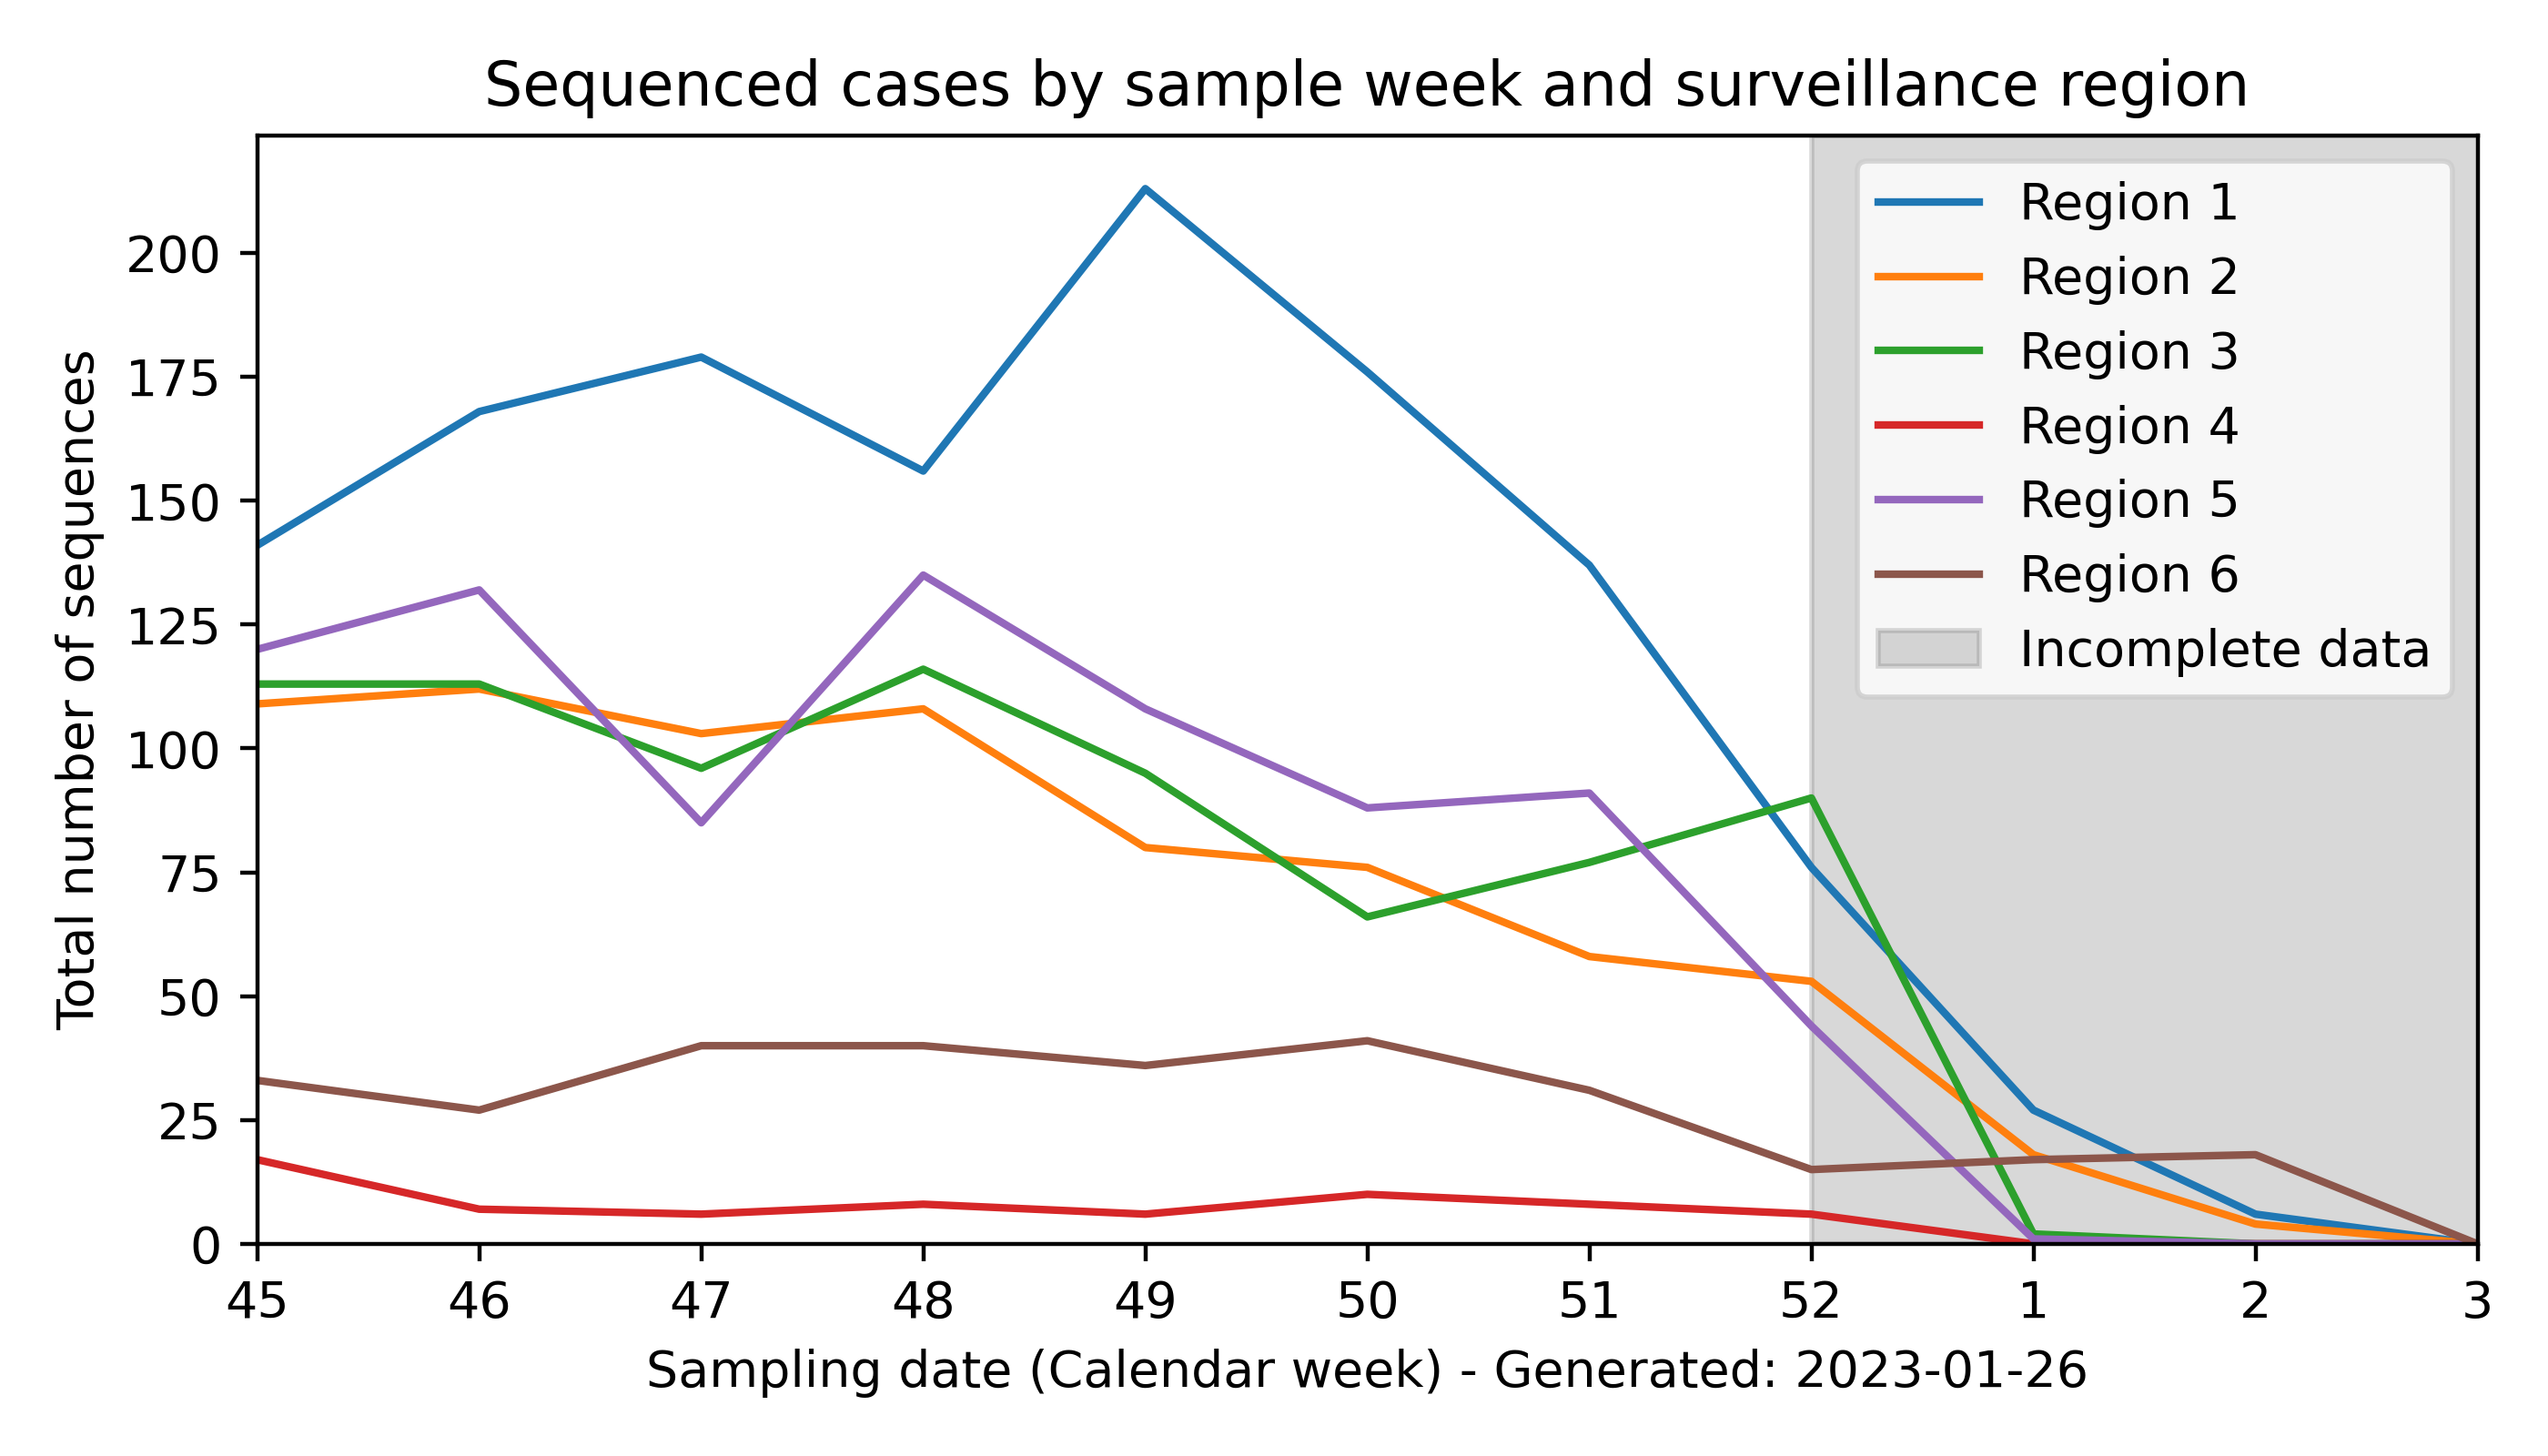 Sequenced cases by sample week and surveillance region
Total number of sequences
200
175
150
125
100
75
50
25
0
Region 1
Region 2
Region 3
Region 4
Region 5
Region 6
Incomplete data
45 46 47 48 49 50 51 52 1 2 3
Sampling date (Calendar week) - Generated: 2023-01-26